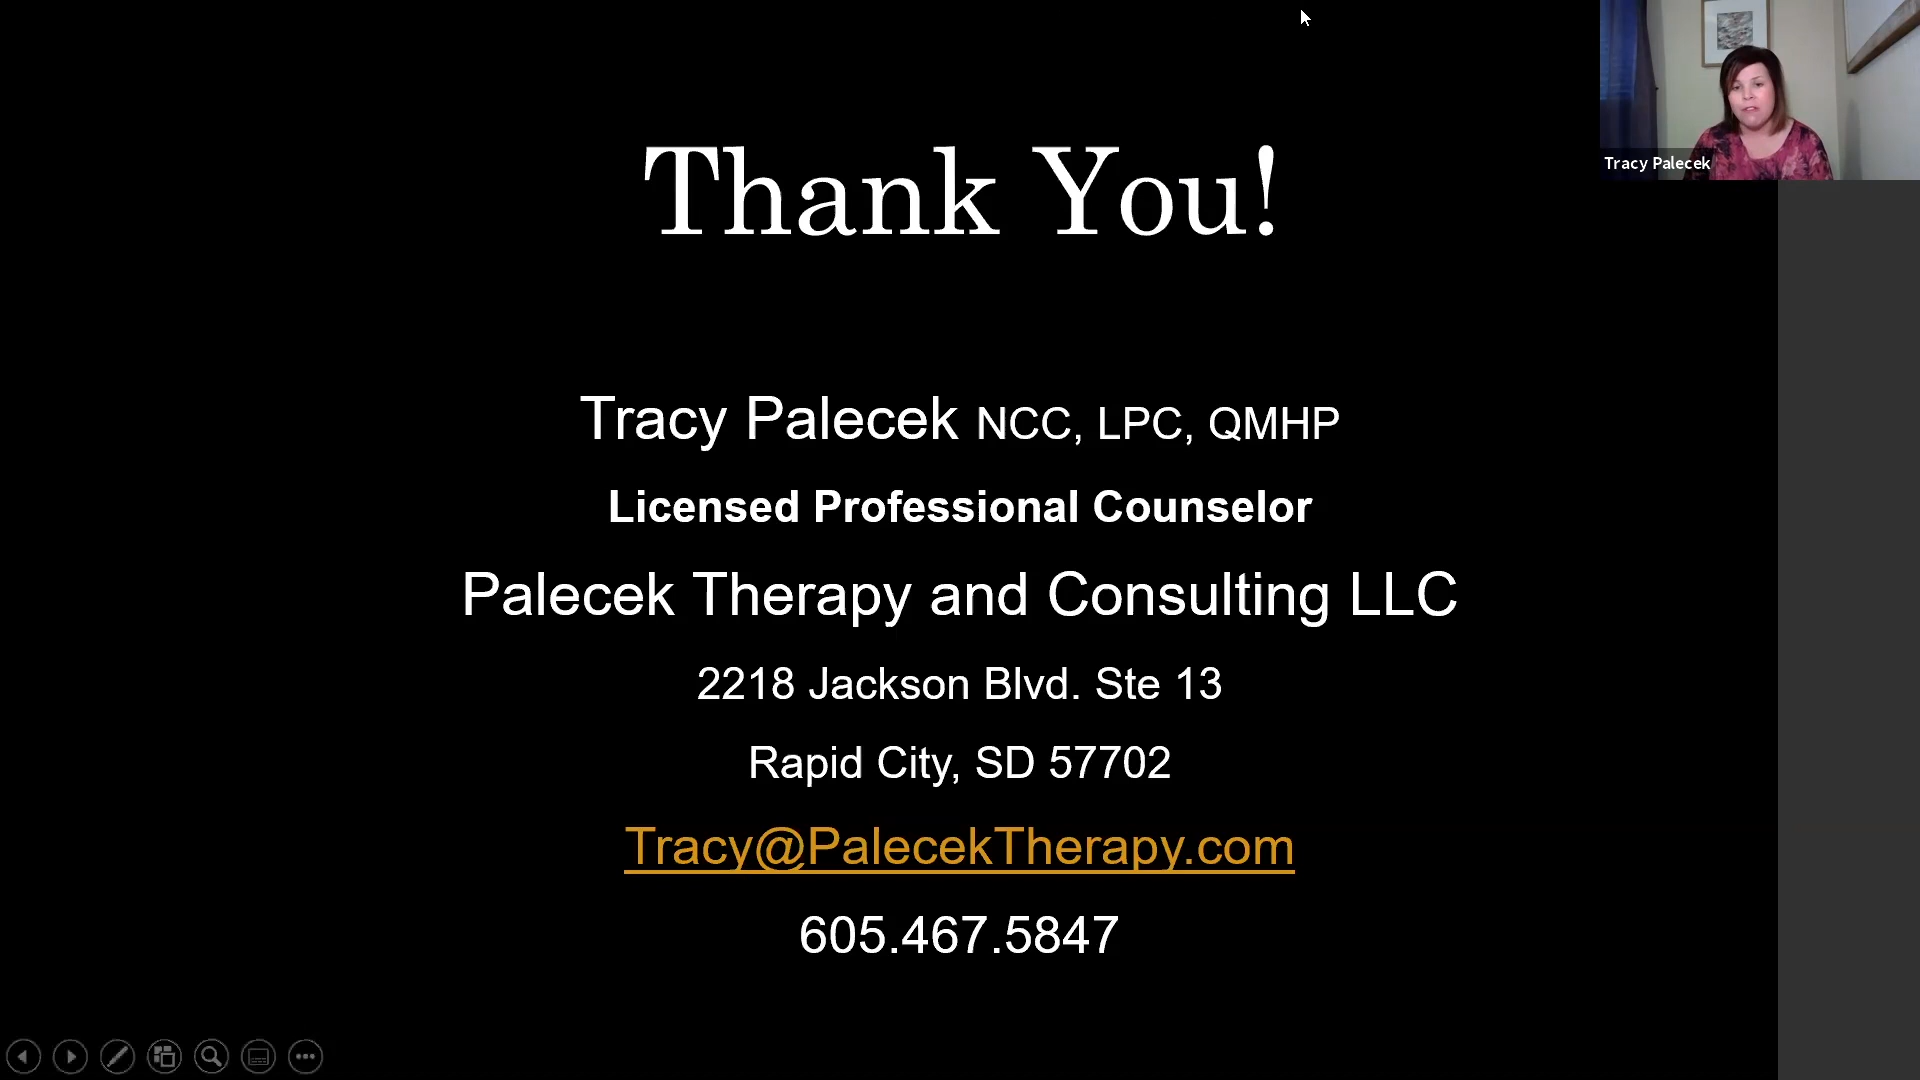 Thank You!
Tracy Palecek
Tracy Palecek NCC, LPC, QMHP
Licensed Professional Counselor
Palecek Therapy and Consulting LLC
2218 Jackson Blvd. Ste 13
Rapid City, SD 57702
Tracy@PalecekTherapy.com
605.467.5847